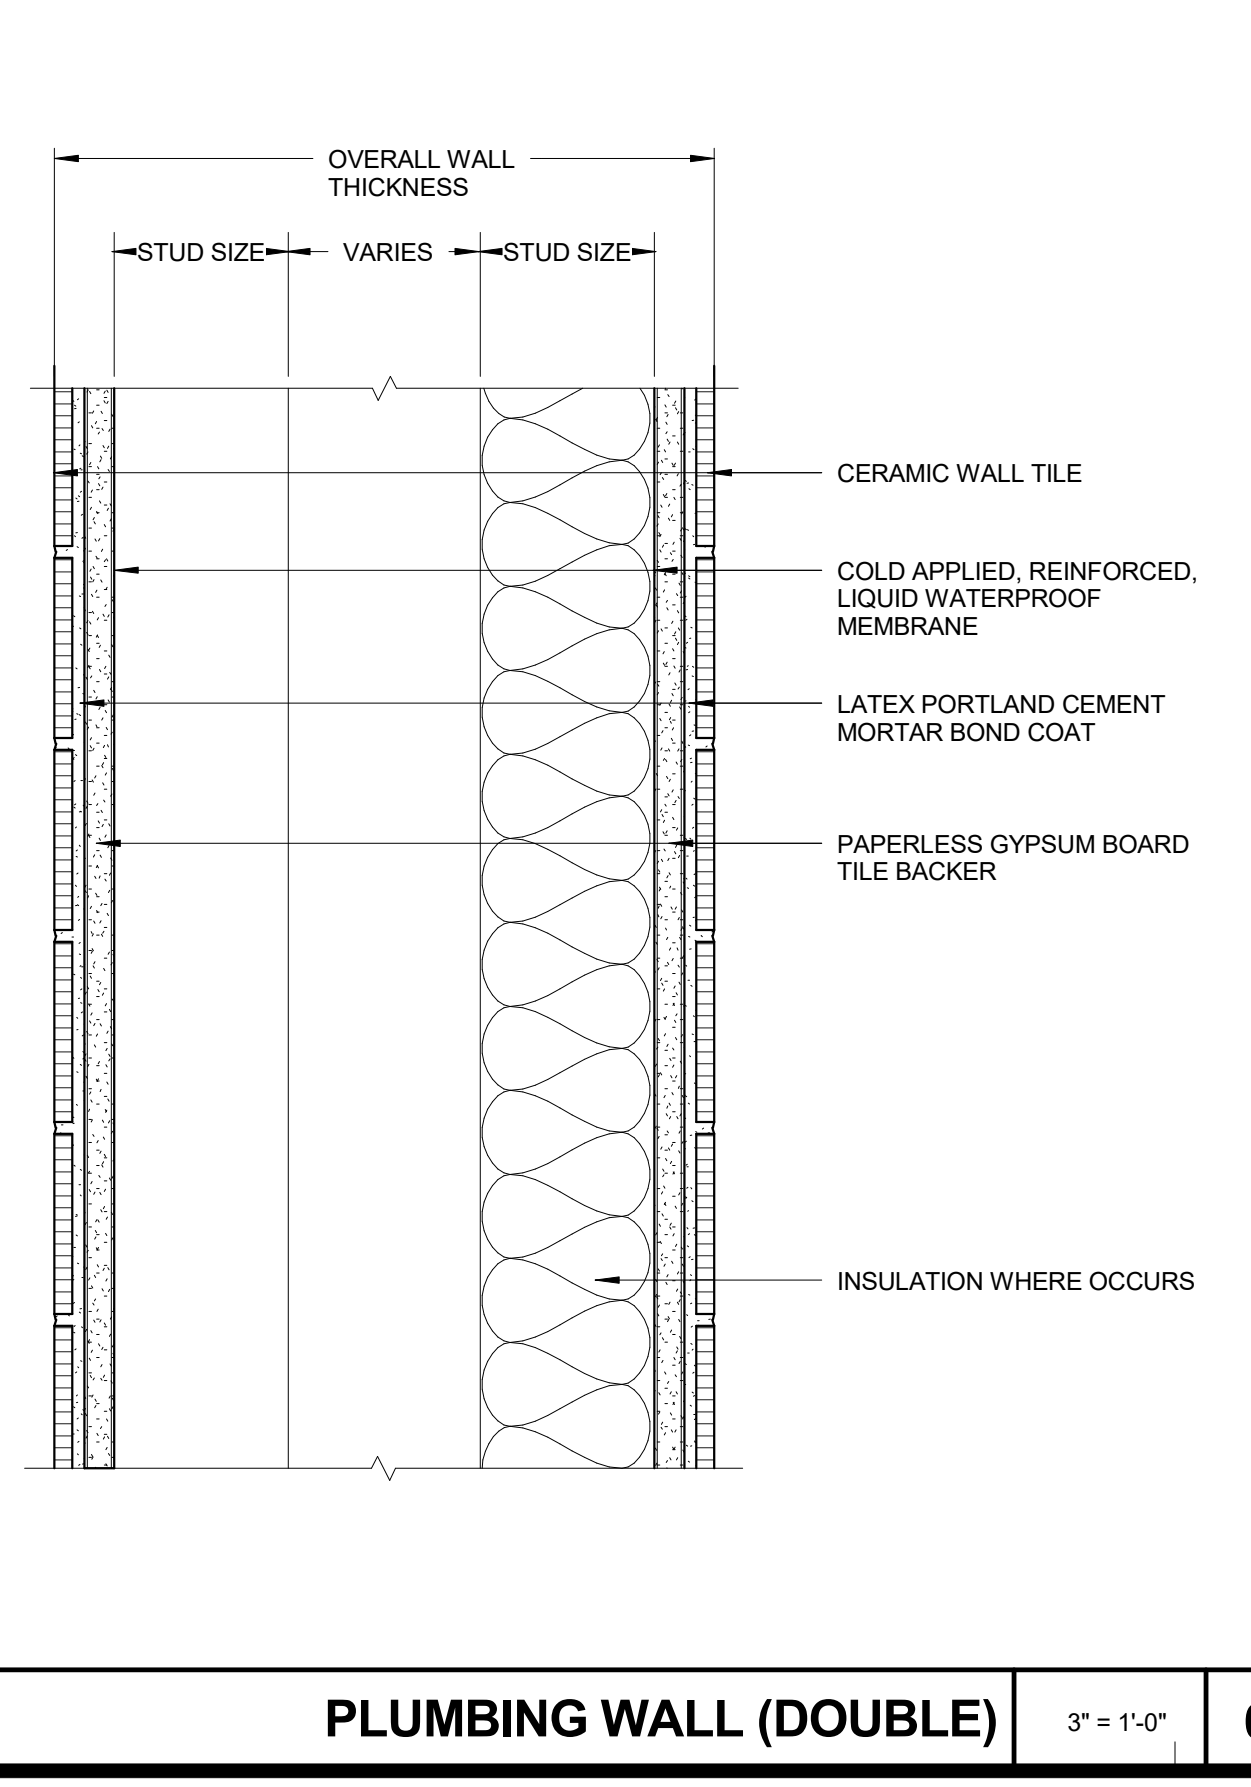 OVERALL WALL
THICKNESS
STUD SIZE VARIES STUD SIZE
CERAMIC WALL TILE
COLD APPLIED, REINFORCED,
LIQUID WATERPROOF
MEMBRANE
LATEX PORTLAND CEMENT
MORTAR BOND COAT
PAPERLESS GYPSUM BOARD
TILE BACKER
INSULATION WHERE OCCURS
PLUMBING WALL (DOUBLE) 3" = 1'-0"